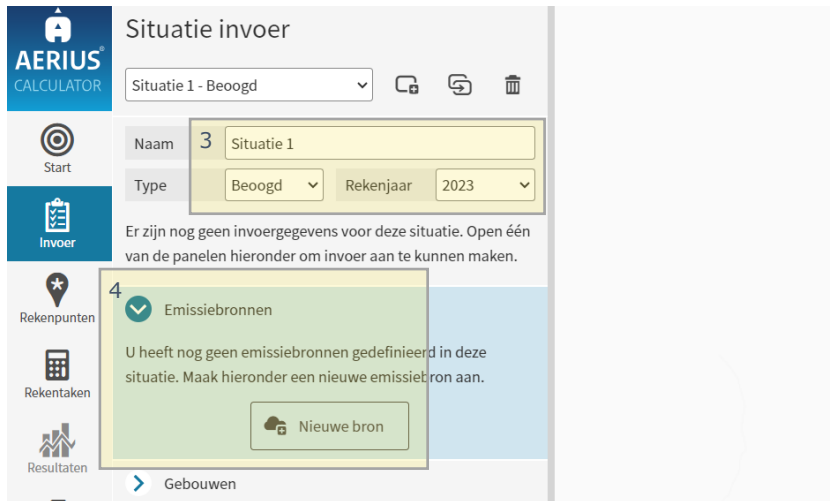 AERIUS®
CALCULATOR
Start
Invoer
Rekenpunten
Rekentaken
Resultaten
Situatie invoer
Situatie 1 - Beoogd
3
Naam Situatie 1
Type Beoogd Rekenjaar 2023
Er zijn nog geen invoergegevens voor deze situatie. Open één
van de panelen hieronder om invoer aan te kunnen maken.
4
Emissiebronnen
U heeft nog geen emissiebronnen gedefinieerd in deze
situatie. Maak hieronder een nieuwe emissiebron aan.
Nieuwe bron
Gebouwen